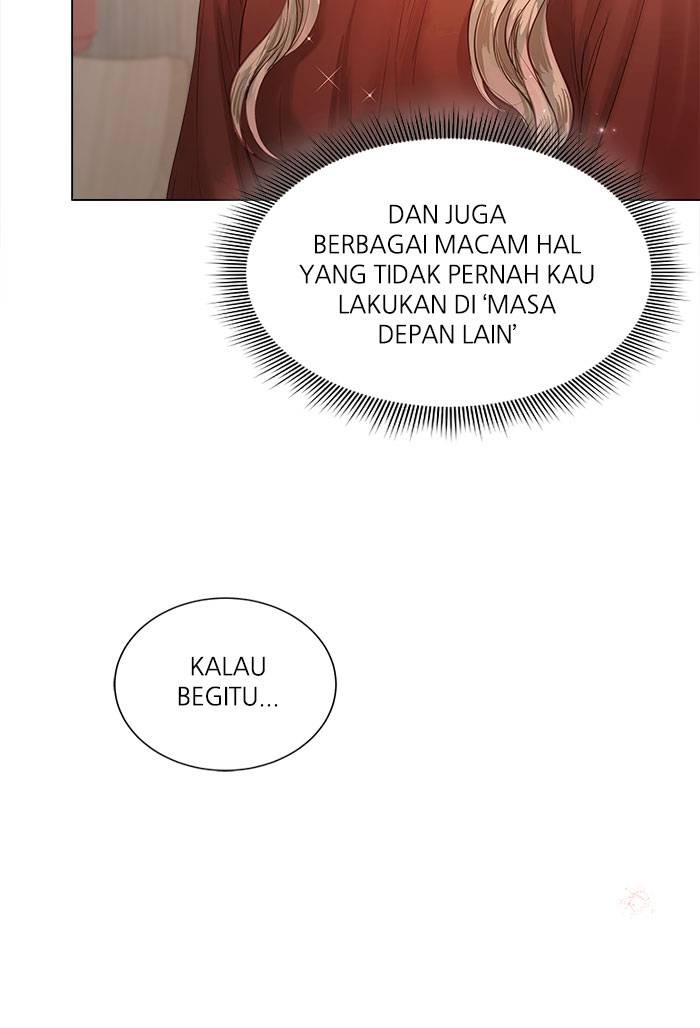 DAN JUGA
BERBAGAI MACAM HAL
YANG TIDAK PERNAH KAU
LAKUKAN DI ‘MASA
DEPAN LAIN’
KALAU
BEGITU...